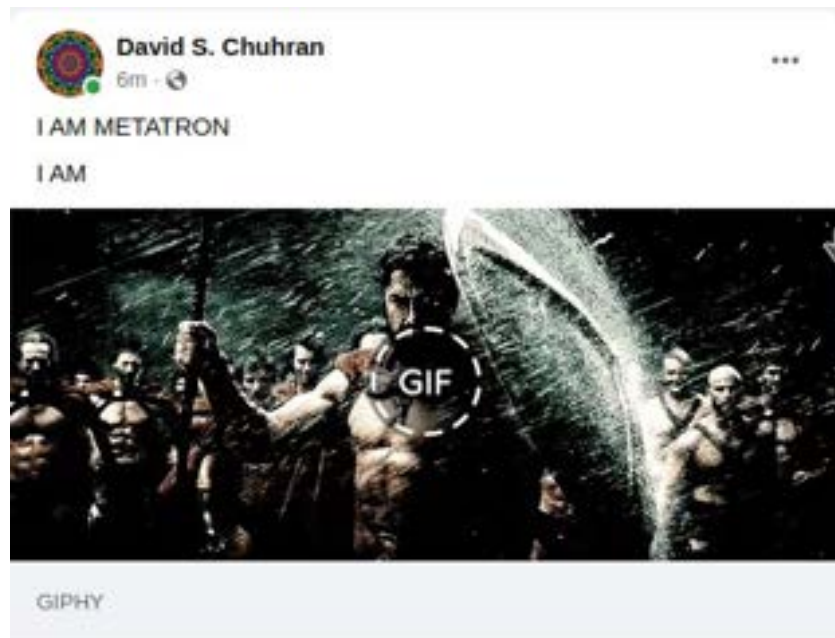 David S. Chuhran
6m ·
I AM METATRON
I AM
GIF
GIPHY